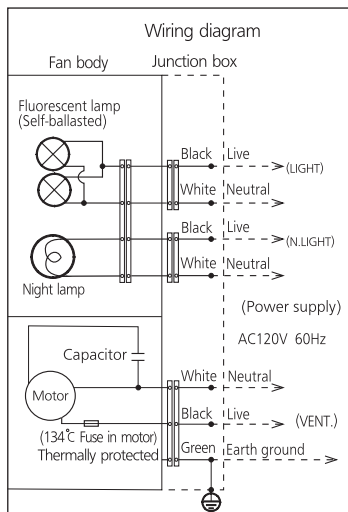 Wiring diagram
Fan body
Junction box
Fluorescent lamp
(Self-ballasted)
Black Live
(LIGHT)
White Neutral
Black Live
(N.LIGHT)
White Neutral
Night lamp
(Power supply)
AC120V 60Hz
Capacitor
White Neutral
Motor
Black Live
(VENT.)
(134℃ Fuse in motor)
Thermally protected
Green Earth ground